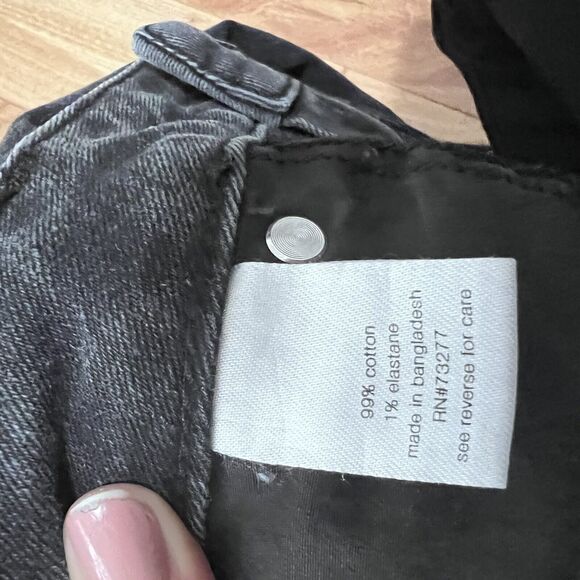 99% cotton
1% elastane
made in bangladesh
RN#73277
see reverse for care